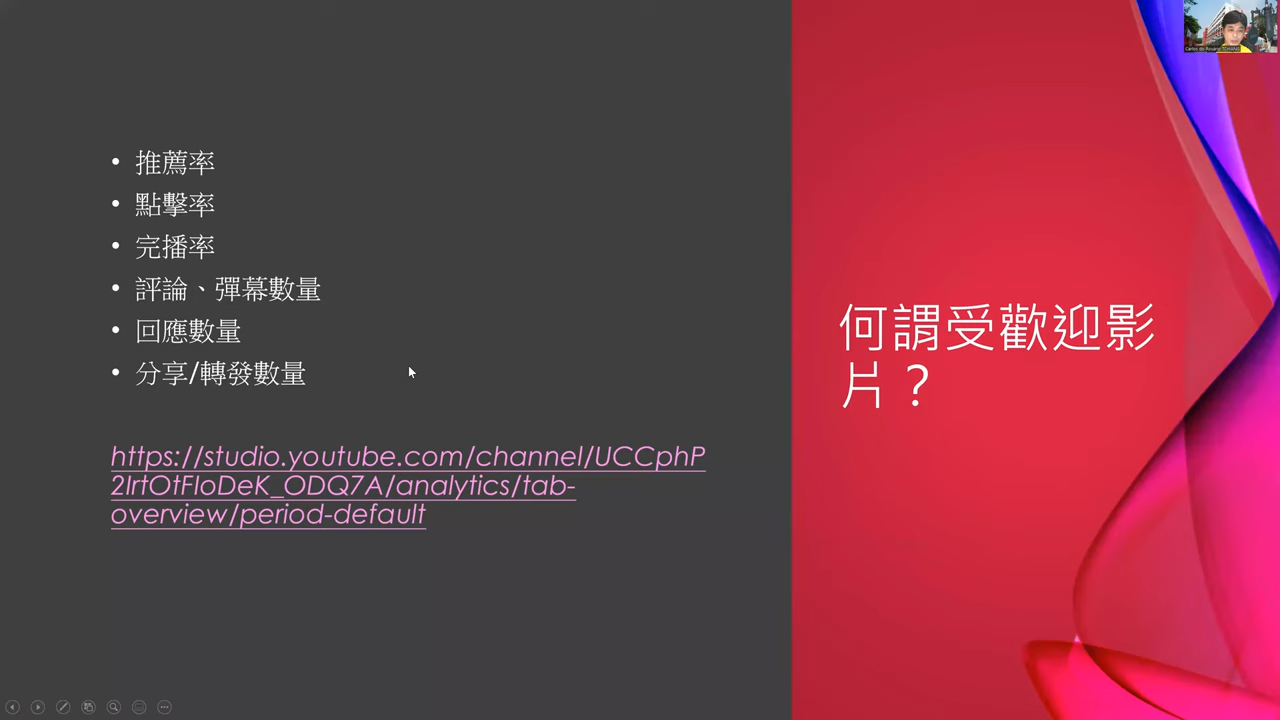 • 推薦率
• 點擊率
• 完播率
• 評論、彈幕數量
• 回應數量
• 分享/轉發數量
https://studio.youtube.com/channel/UCCphP
2IrtOtFIoDeK_ODQ7A/analytics/tab-
overview/period-default
何謂受歡迎影
片？